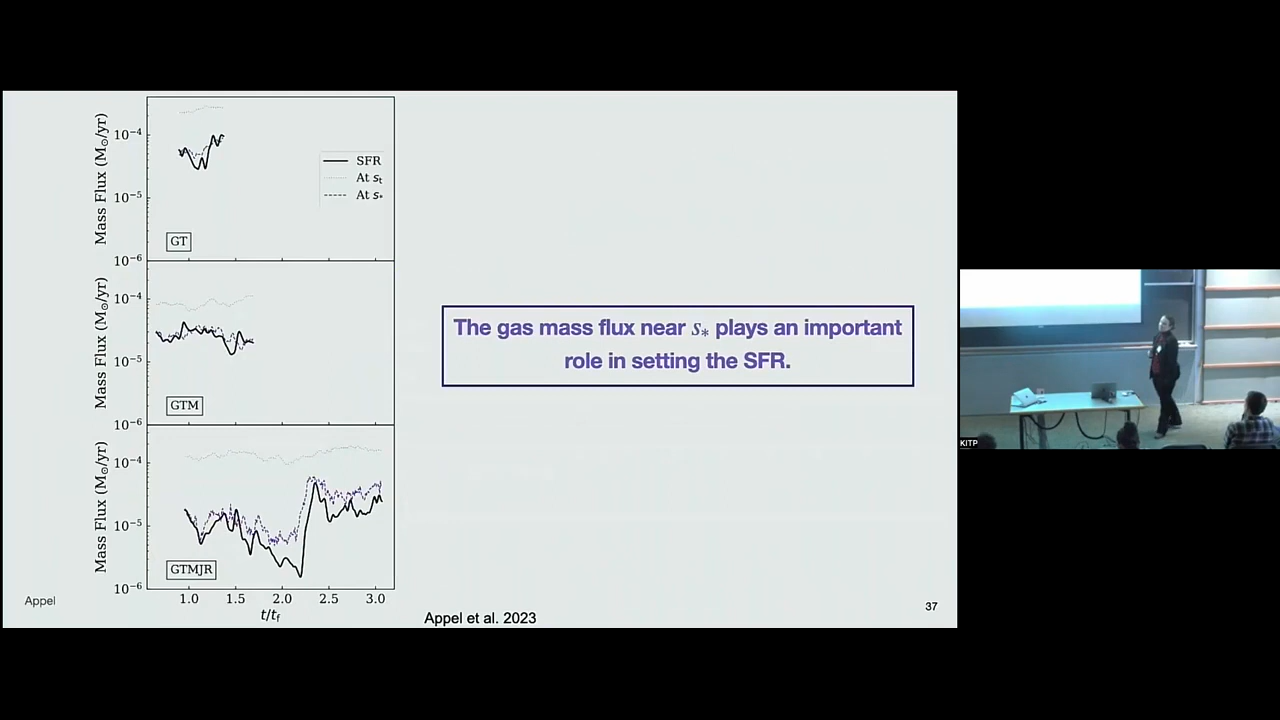 Mass Flux (M⊙/yr)
10⁻⁴
10⁻⁵
10⁻⁶
SFR
At sₜ
At s*
GT
Mass Flux (M⊙/yr)
10⁻⁴
10⁻⁵
10⁻⁶
GTM
Mass Flux (M⊙/yr)
10⁻⁴
10⁻⁵
10⁻⁶
GTMJR
1.0 1.5 2.0 2.5 3.0
t/t_f
The gas mass flux near s* plays an important
role in setting the SFR.
Appel
Appel et al. 2023
37
KITP